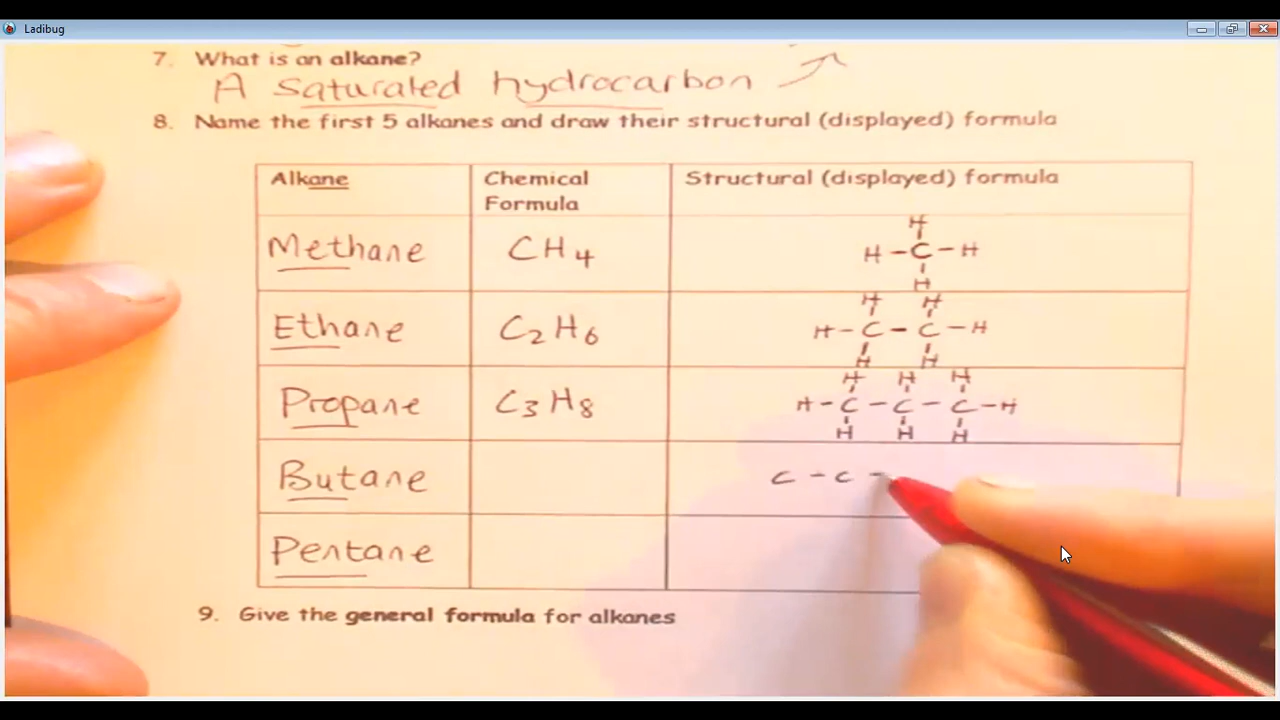 Ladibug
7. What is an alkane?
A saturated hydrocarbon
8. Name the first 5 alkanes and draw their structural (displayed) formula
Alkane Chemical Formula Structural (displayed) formula
Methane CH4
H
H - C - H
H
Ethane C2H6
H H
H - C - C - H
H H
Propane C3H8
H H H
H - C - C - C - H
H H H
Butane C - C -
Pentane
9. Give the general formula for alkanes